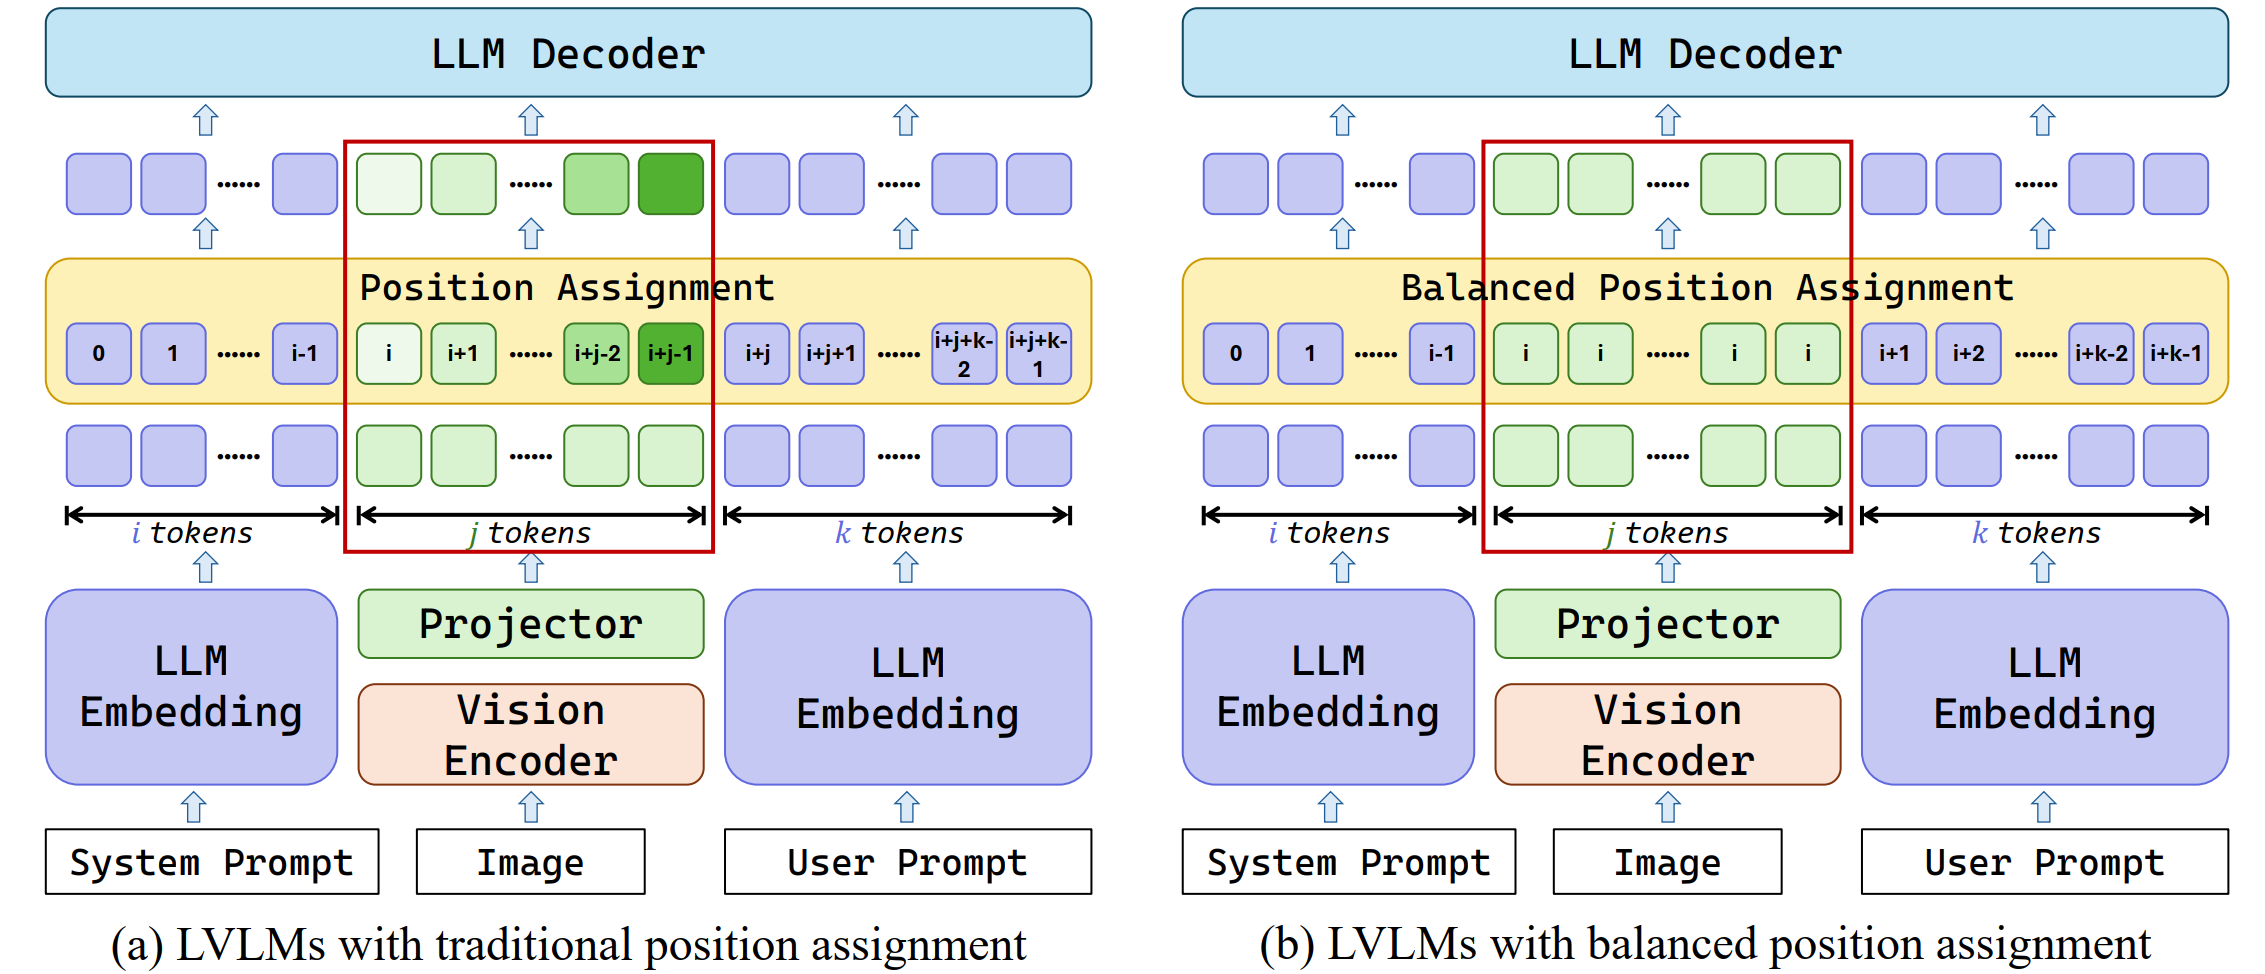 LLM Decoder
Position Assignment
0 1 ...... i-1 i i+1 ...... i+j-2 i+j-1 i+j i+j+1 ...... i+j+k-2 i+j+k-1
i tokens j tokens k tokens
LLM Embedding
Projector
Vision Encoder
LLM Embedding
System Prompt
Image
User Prompt
(a) LVLMs with traditional position assignment
LLM Decoder
Balanced Position Assignment
0 1 ...... i-1 i i ...... i i i+1 i+2 ...... i+k-2 i+k-1
i tokens j tokens k tokens
LLM Embedding
Projector
Vision Encoder
LLM Embedding
System Prompt
Image
User Prompt
(b) LVLMs with balanced position assignment